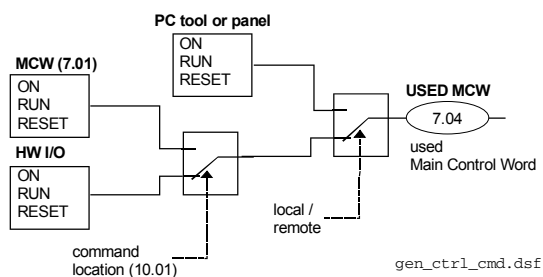 PC tool or panel
ON
RUN
RESET
MCW (7.01)
ON
RUN
RESET
HW I/O
ON
RUN
RESET
USED MCW
7.04
used
Main Control Word
local /
remote
command
location (10.01)
gen_ctrl_cmd.dsf